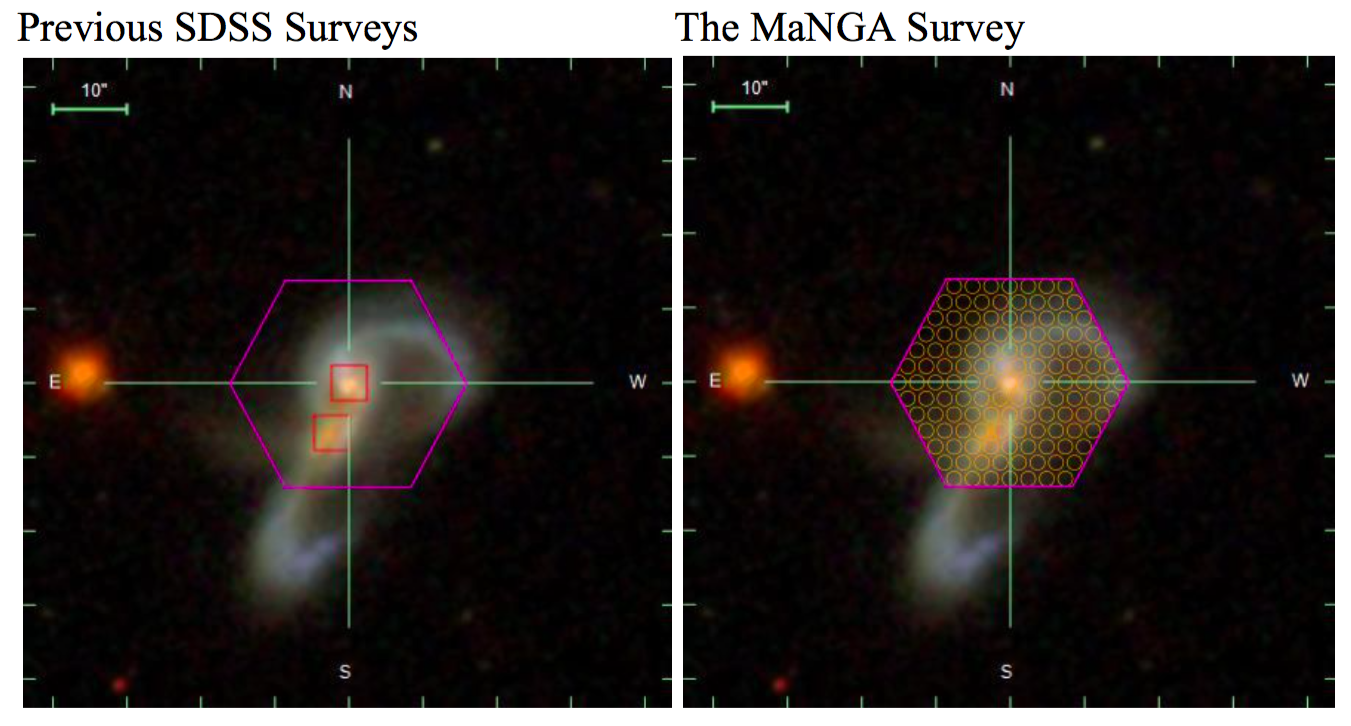 Previous SDSS Surveys
The MaNGA Survey
10"
N
E
W
S
10"
N
E
W
S